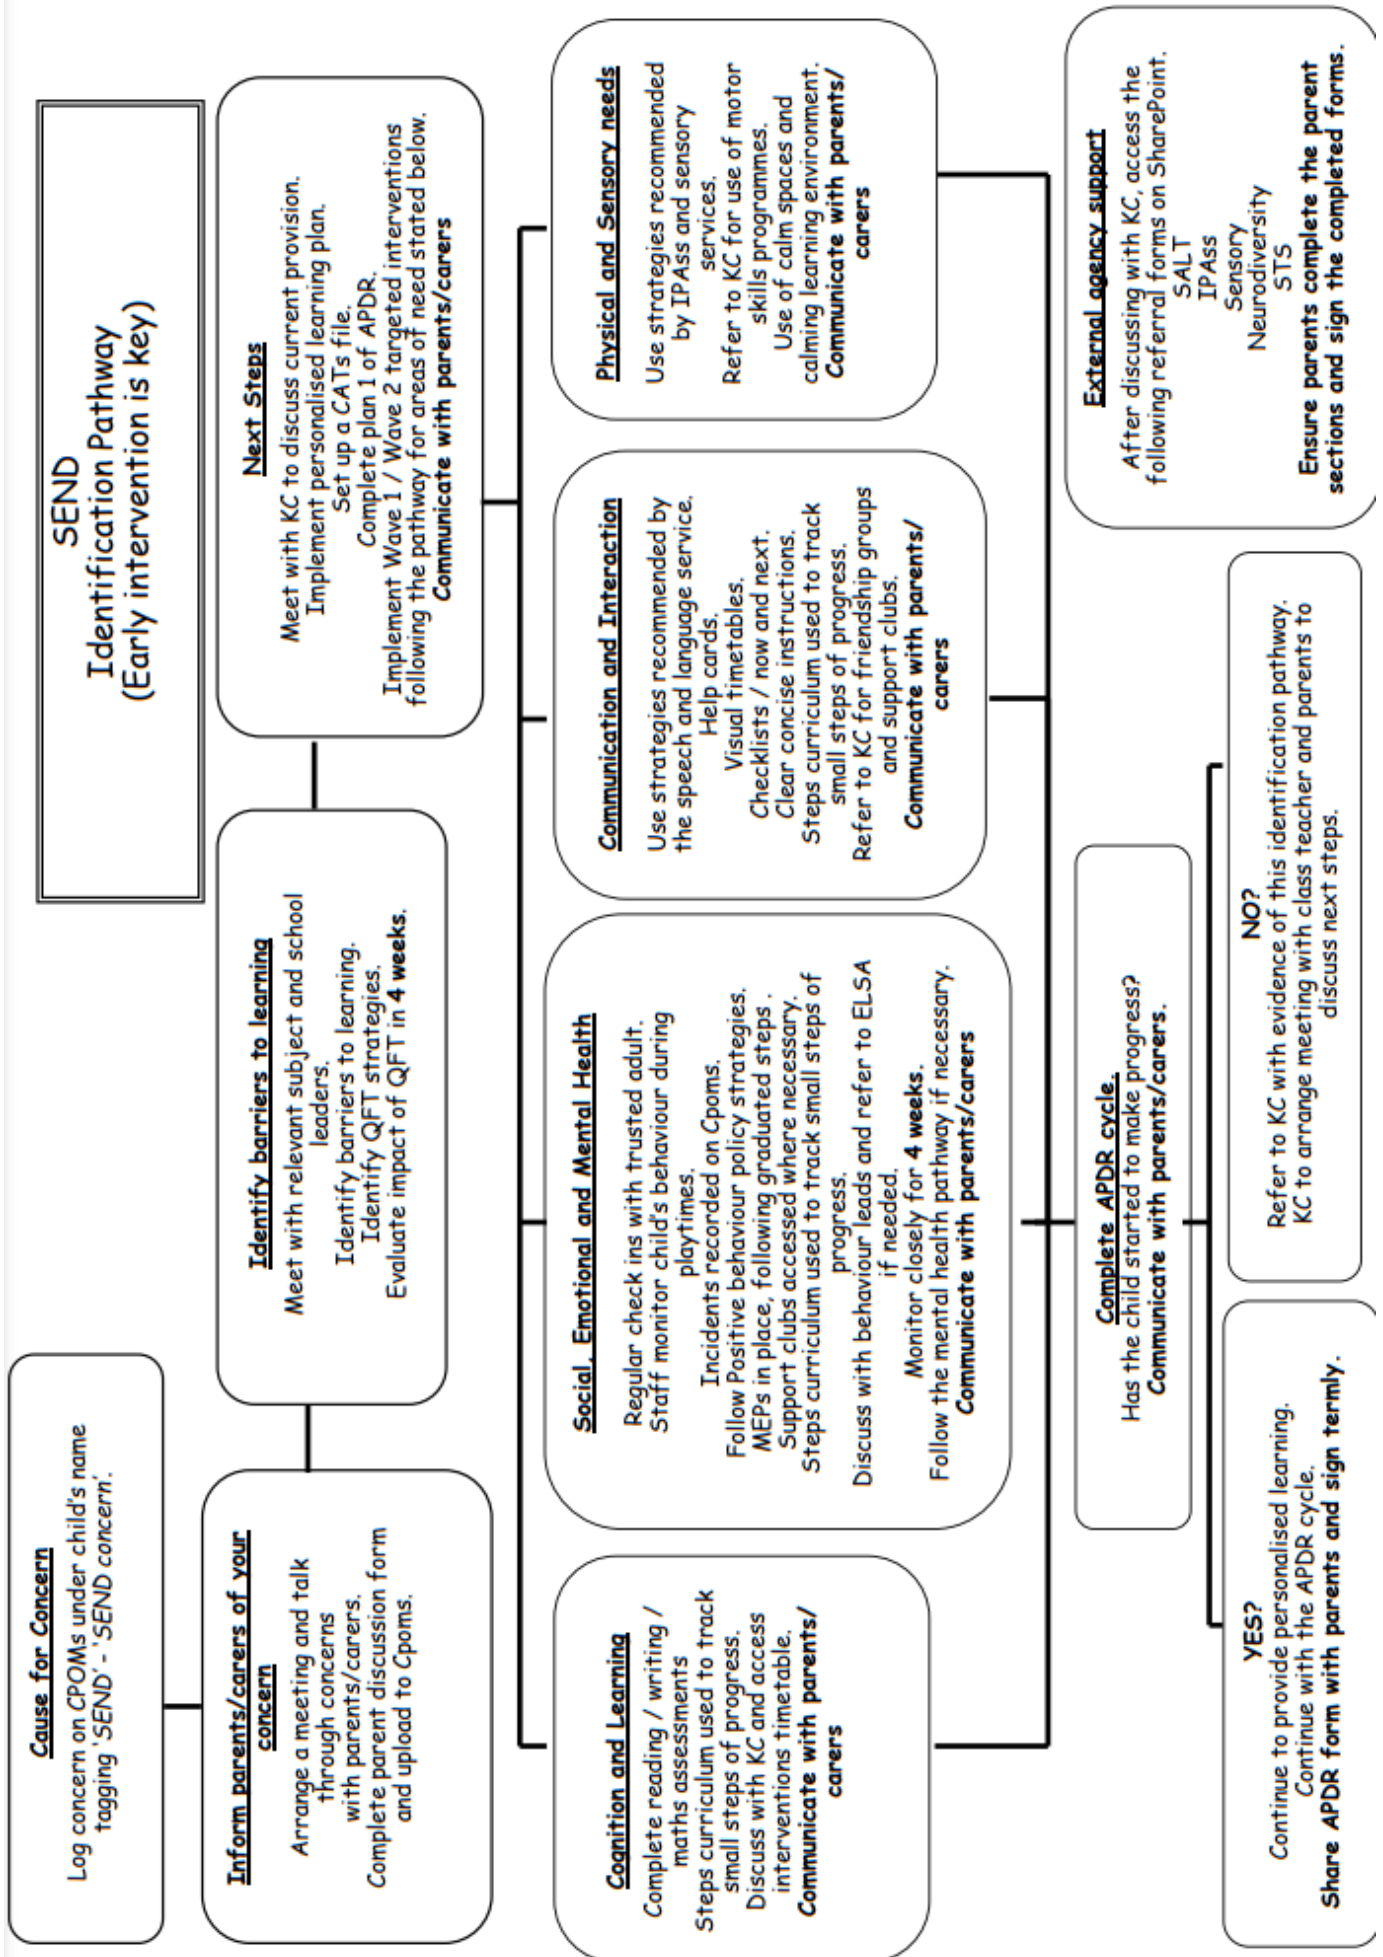 SEND
Identification Pathway
(Early intervention is key)
Cause for Concern
Log concern on CPOMs under child's name
tagging 'SEND' – 'SEND concern'.
Inform parents/carers of your
concern
Arrange a meeting and talk
through concerns
with parents/carers.
Complete parent discussion form
and upload to Cpoms.
Identify barriers to learning
Meet with relevant subject and school
leaders.
Identify barriers to learning.
Identify QFT strategies.
Evaluate impact of QFT in 4 weeks.
Next Steps
Meet with KC to discuss current provision.
Implement personalised learning plan.
Set up a CATs file.
Complete plan 1 of APDR.
Implement Wave 1 / Wave 2 targeted interventions
following the pathway for areas of need stated below.
Communicate with parents/carers
Cognition and Learning
Complete reading / writing /
maths assessments
Steps curriculum used to track
small steps of progress.
Discuss with KC and access
interventions timetable.
Communicate with parents/
carers
Social, Emotional and Mental Health
Regular check ins with trusted adult.
Staff monitor child's behaviour during
playtimes.
Incidents recorded on Cpoms.
Follow Positive behaviour policy strategies.
MEPs in place, following graduated steps .
Support clubs accessed where necessary.
Steps curriculum used to track small steps of
progress.
Discuss with behaviour leads and refer to ELSA
if needed.
Monitor closely for 4 weeks.
Follow the mental health pathway if necessary.
Communicate with parents/carers
Communication and Interaction
Use strategies recommended by
the speech and language service.
Help cards.
Visual timetables.
Checklists / now and next.
Clear concise instructions.
Steps curriculum used to track
small steps of progress.
Refer to KC for friendship groups
and support clubs.
Communicate with parents/
carers
Physical and Sensory needs
Use strategies recommended
by IPAss and sensory
services.
Refer to KC for use of motor
skills programmes.
Use of calm spaces and
calming learning environment.
Communicate with parents/
carers
Complete APDR cycle.
Has the child started to make progress?
Communicate with parents/carers.
YES?
Continue to provide personalised learning.
Continue with the APDR cycle.
Share APDR form with parents and sign termly.
NO?
Refer to KC with evidence of this identification pathway.
KC to arrange meeting with class teacher and parents to
discuss next steps.
External agency support
After discussing with KC, access the
following referral forms on SharePoint.
SALT
IPAss
Sensory
Neurodiversity
STS
Ensure parents complete the parent
sections and sign the completed forms.